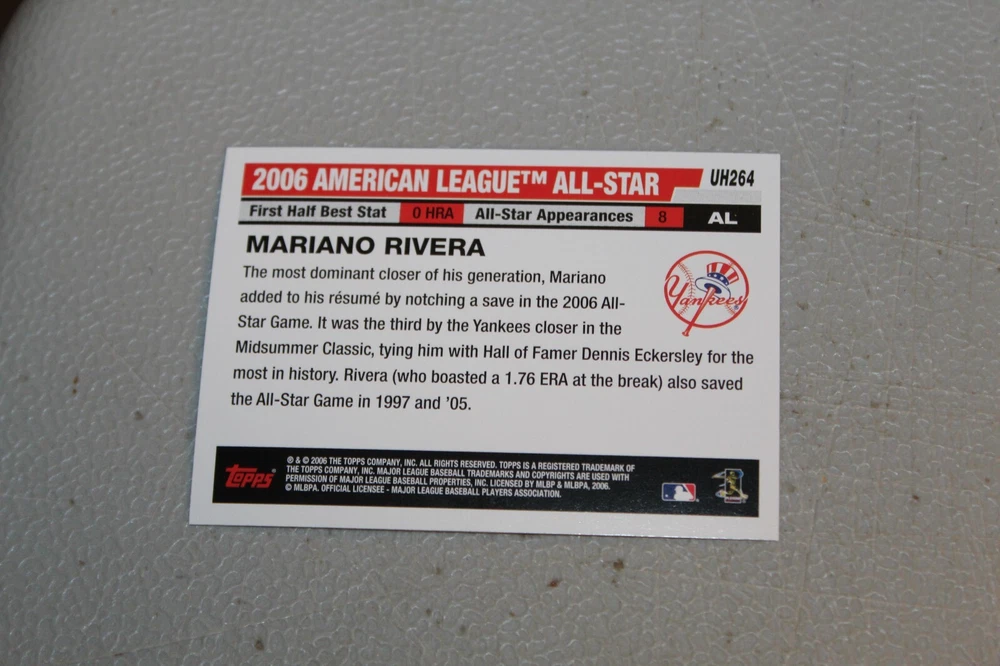 2006 AMERICAN LEAGUE™ ALL-STAR UH264
First Half Best Stat 0 HRA All-Star Appearances 8 AL
MARIANO RIVERA
The most dominant closer of his generation, Mariano
added to his résumé by notching a save in the 2006 All-
Star Game. It was the third by the Yankees closer in the
Midsummer Classic, tying him with Hall of Famer Dennis Eckersley for the
most in history. Rivera (who boasted a 1.76 ERA at the break) also saved
the All-Star Game in 1997 and '05.
Yankees
Topps®
® & © 2006 THE TOPPS COMPANY, INC. ALL RIGHTS RESERVED. TOPPS IS A REGISTERED TRADEMARK OF
THE TOPPS COMPANY, INC. MAJOR LEAGUE BASEBALL TRADEMARKS AND COPYRIGHTS ARE USED WITH
PERMISSION OF MAJOR LEAGUE BASEBALL PROPERTIES, INC. LICENSED BY MLBP & MLBPA, 2006.
© MLBPA. OFFICIAL LICENSEE - MAJOR LEAGUE BASEBALL PLAYERS ASSOCIATION.